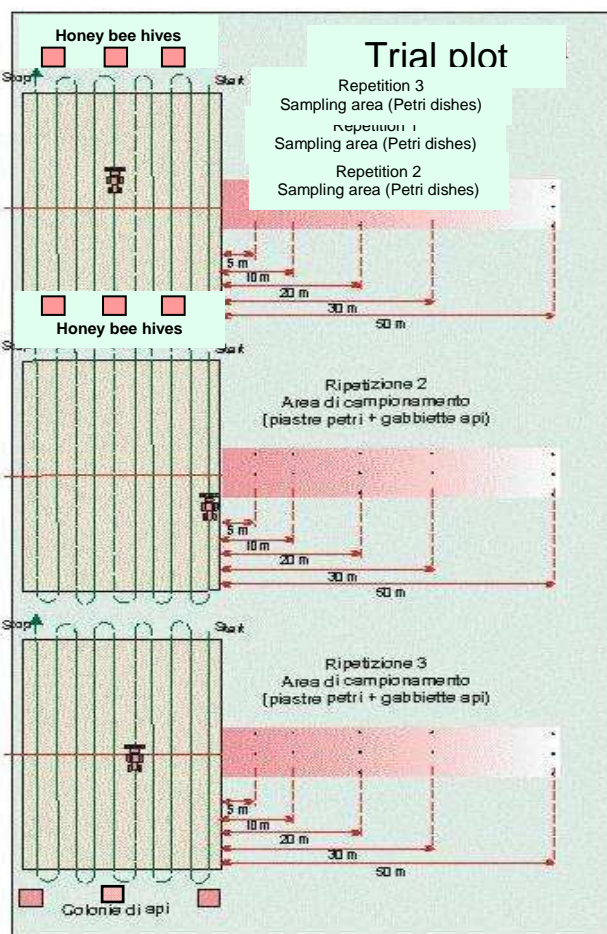 Honey bee hives
Trial plot
Stop
Start
Repetition 3
Sampling area (Petri dishes)
Repetition 1
Sampling area (Petri dishes)
Repetition 2
Sampling area (Petri dishes)
5 m
10 m
20 m
30 m
50 m
Honey bee hives
Stop
Start
Ripetizione 2
Area di campionamento
(piastre petri + gabbiette api)
5 m
10 m
20 m
30 m
50 m
Stop
Start
Ripetizione 3
Area di campionamento
(piastre petri + gabbiette api)
5 m
10 m
20 m
30 m
50 m
Colonie di api